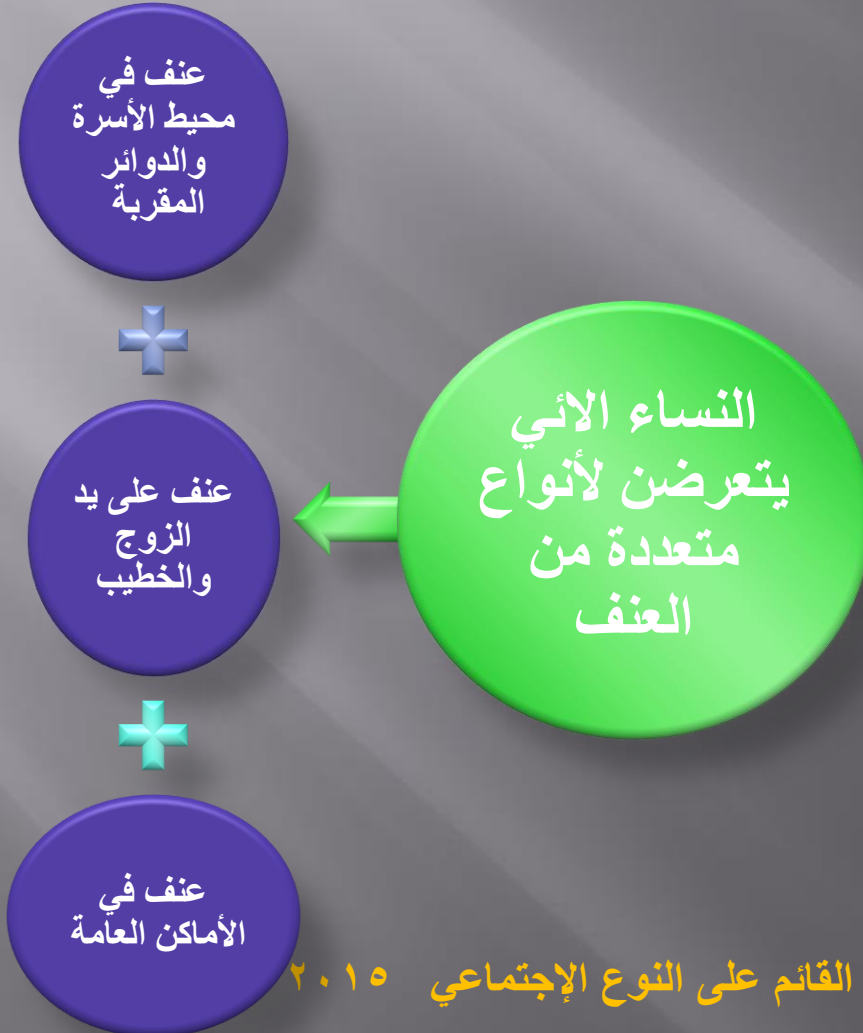 عنف في
محيط الأسرة
والدوائر
المقربة
عنف على يد
الزوج
والخطيب
عنف في
الأماكن العامة
النساء الائي
يتعرضن لأنواع
متعددة من
العنف
القائم على النوع الإجتماعي ٢٠١٥